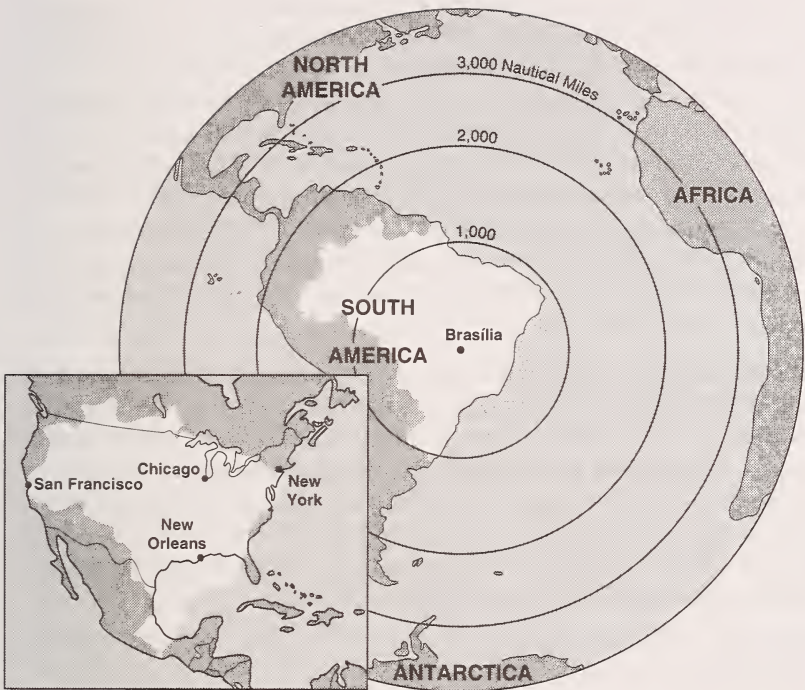 NORTH
AMERICA
3,000 Nautical Miles
2,000
AFRICA
1,000
SOUTH
AMERICA
Brasília
Chicago
San Francisco
New
York
New
Orleans
ANTARCTICA